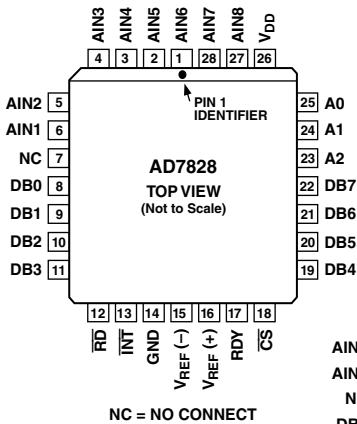 AIN3 AIN4 AIN5 AIN6 AIN7 AIN8 VDD
4 3 2 1 28 27 26
PIN 1
IDENTIFIER
AIN2 5
AIN1 6
NC 7
DB0 8
DB1 9
DB2 10
DB3 11
AD7828
TOP VIEW
(Not to Scale)
25 A0
24 A1
23 A2
22 DB7
21 DB6
20 DB5
19 DB4
12 13 14 15 16 17 18
R̅D̅ I̅N̅T̅ GND VREF (–) VREF (+) RDY C̅S̅
NC = NO CONNECT
AIN
AIN
N
DB